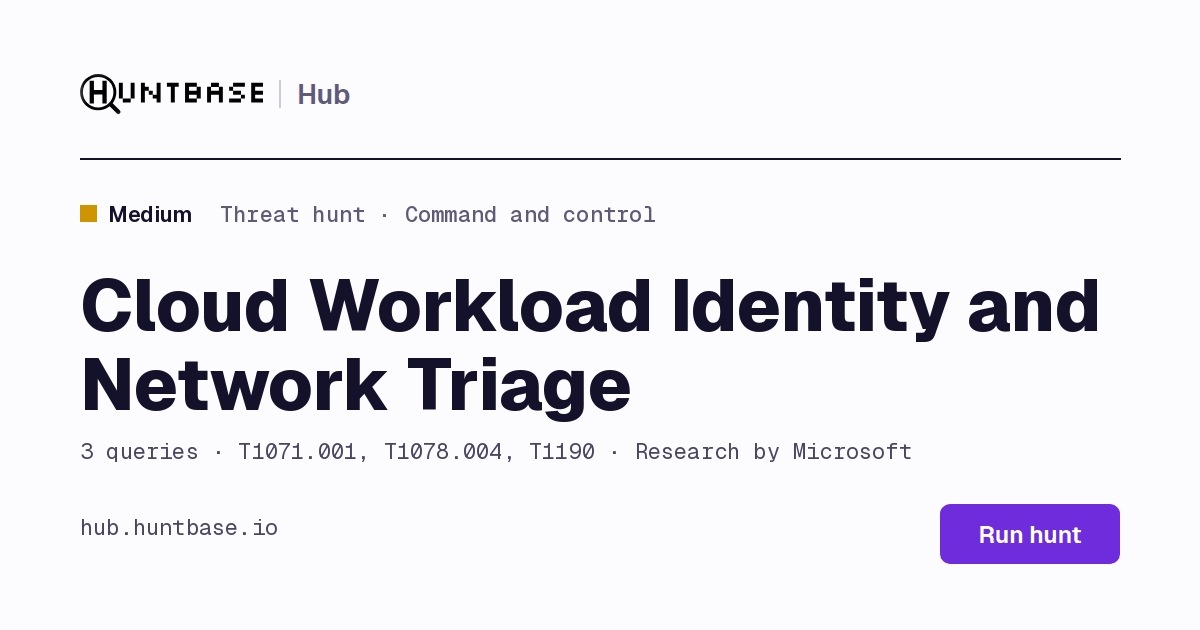 HUNTBASE | Hub
Medium Threat hunt · Command and control
Cloud Workload Identity and
Network Triage
3 queries · T1071.001, T1078.004, T1190 · Research by Microsoft
hub.huntbase.io
Run hunt